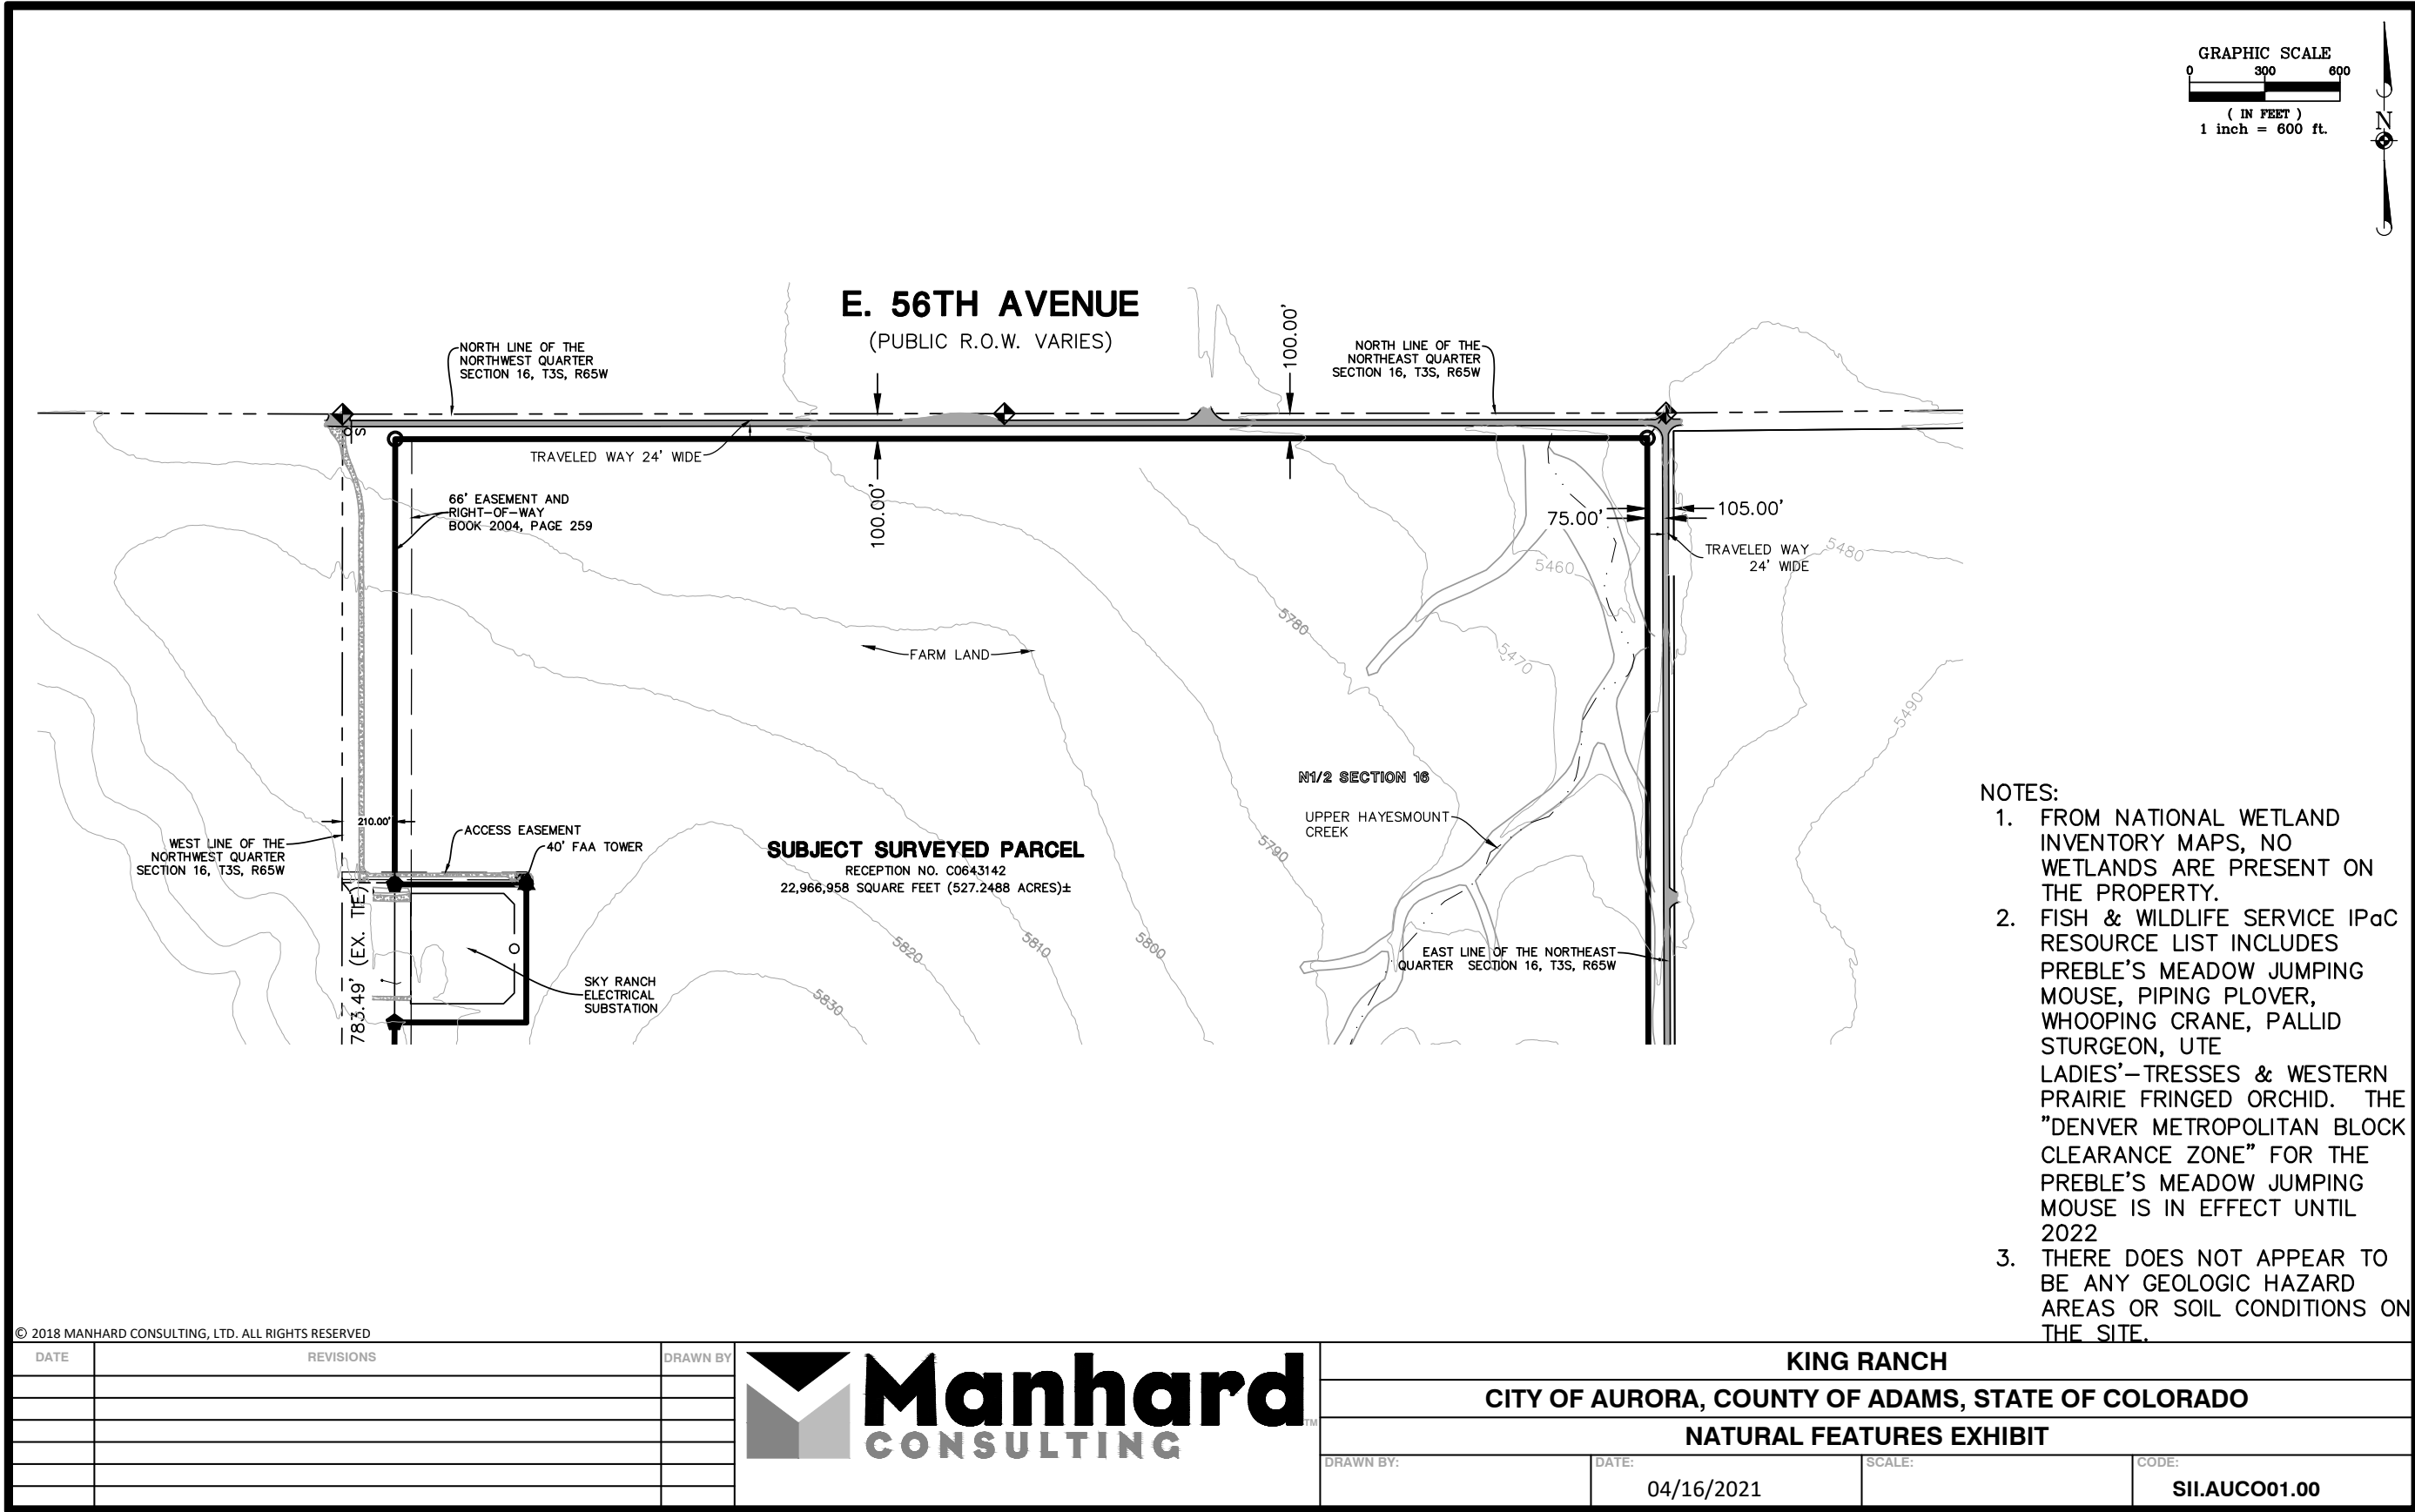 GRAPHIC SCALE
0 300 600
( IN FEET )
1 inch = 600 ft.
N
E. 56TH AVENUE
(PUBLIC R.O.W. VARIES)
NORTH LINE OF THE
NORTHWEST QUARTER
SECTION 16, T3S, R65W
100.00'
NORTH LINE OF THE
NORTHEAST QUARTER
SECTION 16, T3S, R65W
S
TRAVELED WAY 24' WIDE
66' EASEMENT AND
RIGHT-OF-WAY
BOOK 2004, PAGE 259
100.00'
75.00'
105.00'
TRAVELED WAY
24' WIDE
5480
5460
5780
5470
FARM LAND
5490
N1/2 SECTION 16
UPPER HAYESMOUNT
CREEK
210.00'
WEST LINE OF THE
NORTHWEST QUARTER
SECTION 16, T3S, R65W
ACCESS EASEMENT
40' FAA TOWER
SUBJECT SURVEYED PARCEL
RECEPTION NO. C0643142
22,966,958 SQUARE FEET (527.2488 ACRES)±
5790
5820
5810
5800
5830
EAST LINE OF THE NORTHEAST
QUARTER SECTION 16, T3S, R65W
SKY RANCH
ELECTRICAL
SUBSTATION
783.49' (EX. TIE)
NOTES:
1. FROM NATIONAL WETLAND
INVENTORY MAPS, NO
WETLANDS ARE PRESENT ON
THE PROPERTY.
2. FISH & WILDLIFE SERVICE IPaC
RESOURCE LIST INCLUDES
PREBLE'S MEADOW JUMPING
MOUSE, PIPING PLOVER,
WHOOPING CRANE, PALLID
STURGEON, UTE
LADIES'-TRESSES & WESTERN
PRAIRIE FRINGED ORCHID. THE
"DENVER METROPOLITAN BLOCK
CLEARANCE ZONE" FOR THE
PREBLE'S MEADOW JUMPING
MOUSE IS IN EFFECT UNTIL
2022
3. THERE DOES NOT APPEAR TO
BE ANY GEOLOGIC HAZARD
AREAS OR SOIL CONDITIONS ON
THE SITE.
© 2018 MANHARD CONSULTING, LTD. ALL RIGHTS RESERVED
DATE REVISIONS DRAWN BY
Manhard
CONSULTING
TM
KING RANCH
CITY OF AURORA, COUNTY OF ADAMS, STATE OF COLORADO
NATURAL FEATURES EXHIBIT
DRAWN BY: DATE: SCALE: CODE:
04/16/2021 SII.AUCO01.00